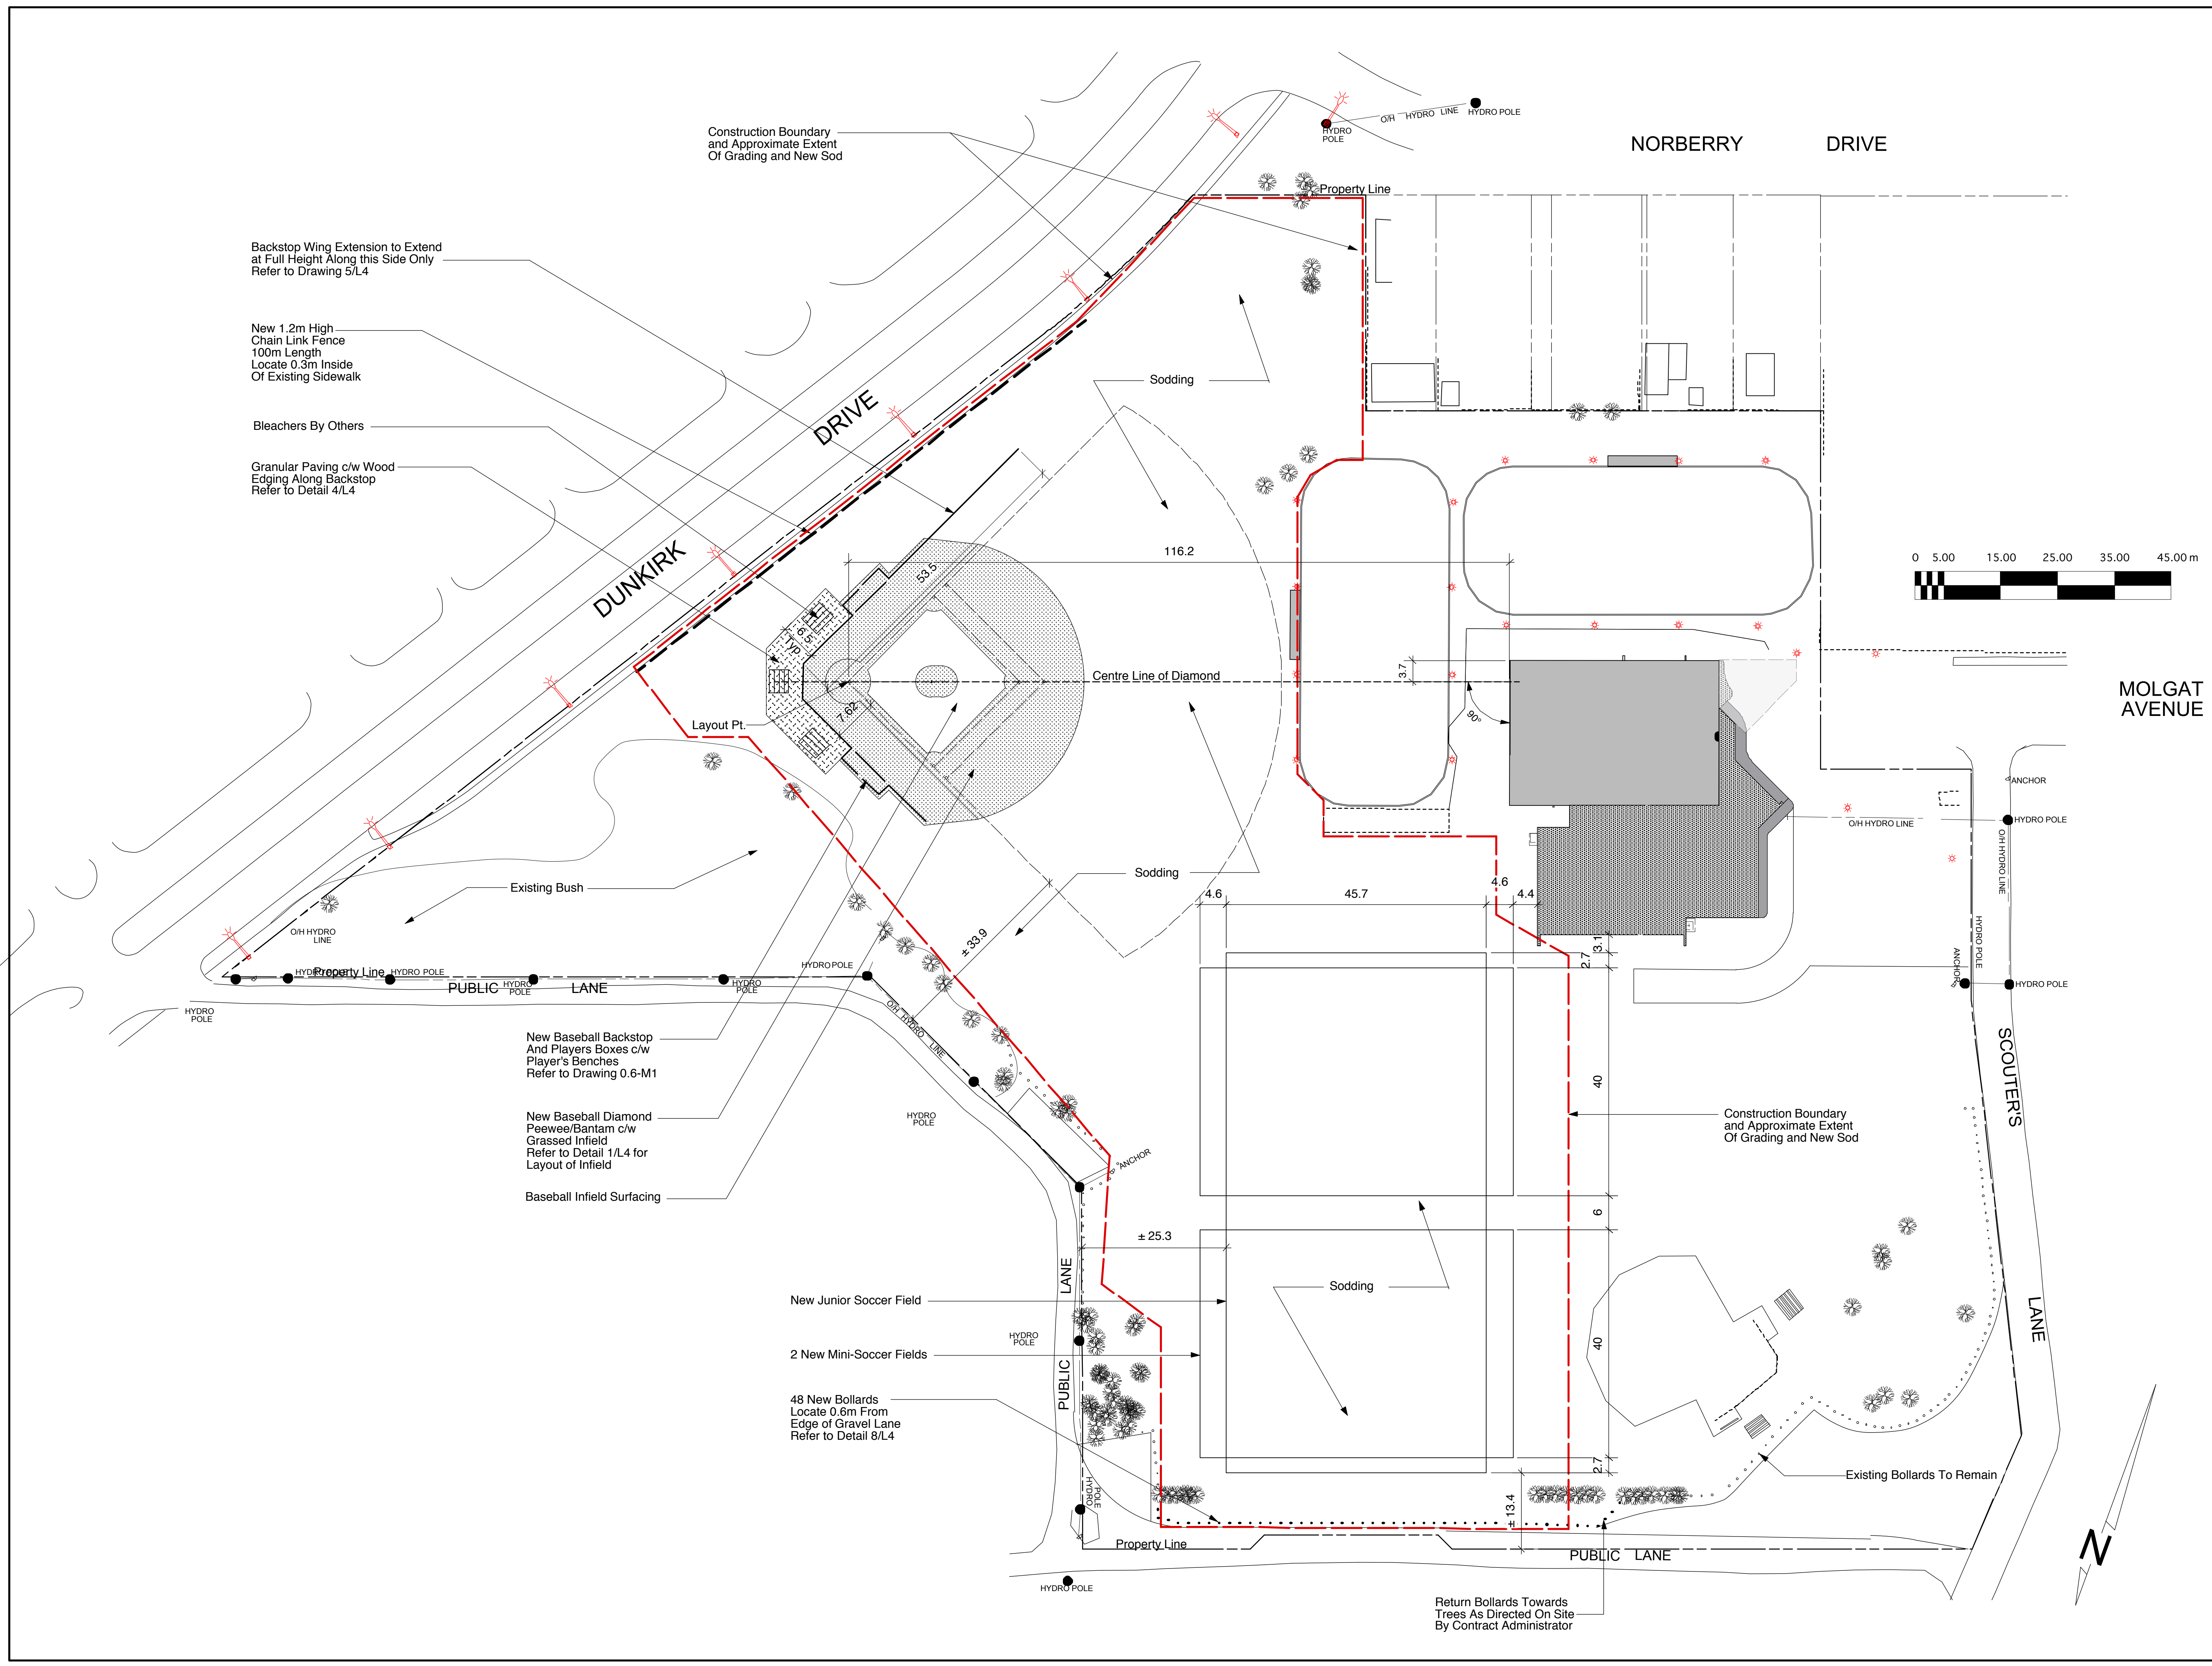 NORBERRY DRIVE
O/H HYDRO LINE
HYDRO POLE
HYDRO
POLE
Property Line
Construction Boundary
and Approximate Extent
Of Grading and New Sod
Backstop Wing Extension to Extend
at Full Height Along this Side Only
Refer to Drawing 5/L4
New 1.2m High
Chain Link Fence
100m Length
Locate 0.3m Inside
Of Existing Sidewalk
Bleachers By Others
Granular Paving c/w Wood
Edging Along Backstop
Refer to Detail 4/L4
DUNKIRK DRIVE
Sodding
116.2
53.5
6.5
Typ.
7.62
Layout Pt.
Centre Line of Diamond
3.7
90°
0 5.00 15.00 25.00 35.00 45.00 m
MOLGAT
AVENUE
ANCHOR
HYDRO POLE
O/H HYDRO LINE
O/H HYDRO LINE
HYDRO POLE
ANCHOR
HYDRO POLE
SCOUTER'S LANE
Existing Bush
O/H HYDRO
LINE
HYDRO POLE
Property Line
HYDRO POLE
HYDRO
POLE
HYDRO
POLE
HYDRO POLE
PUBLIC LANE
HYDRO
POLE
O/H HYDRO LINE
± 33.9
Sodding
4.6
45.7
4.6
4.4
3.1
2.7
40
6
40
2.7
± 13.4
± 25.3
New Baseball Backstop
And Players Boxes c/w
Player's Benches
Refer to Drawing 0.6-M1
New Baseball Diamond
Peewee/Bantam c/w
Grassed Infield
Refer to Detail 1/L4 for
Layout of Infield
Baseball Infield Surfacing
HYDRO
POLE
ANCHOR
Construction Boundary
and Approximate Extent
Of Grading and New Sod
Sodding
New Junior Soccer Field
2 New Mini-Soccer Fields
48 New Bollards
Locate 0.6m From
Edge of Gravel Lane
Refer to Detail 8/L4
HYDRO
POLE
PUBLIC LANE
HYDRO
POLE
Property Line
HYDRO POLE
PUBLIC LANE
Existing Bollards To Remain
Return Bollards Towards
Trees As Directed On Site
By Contract Administrator
N